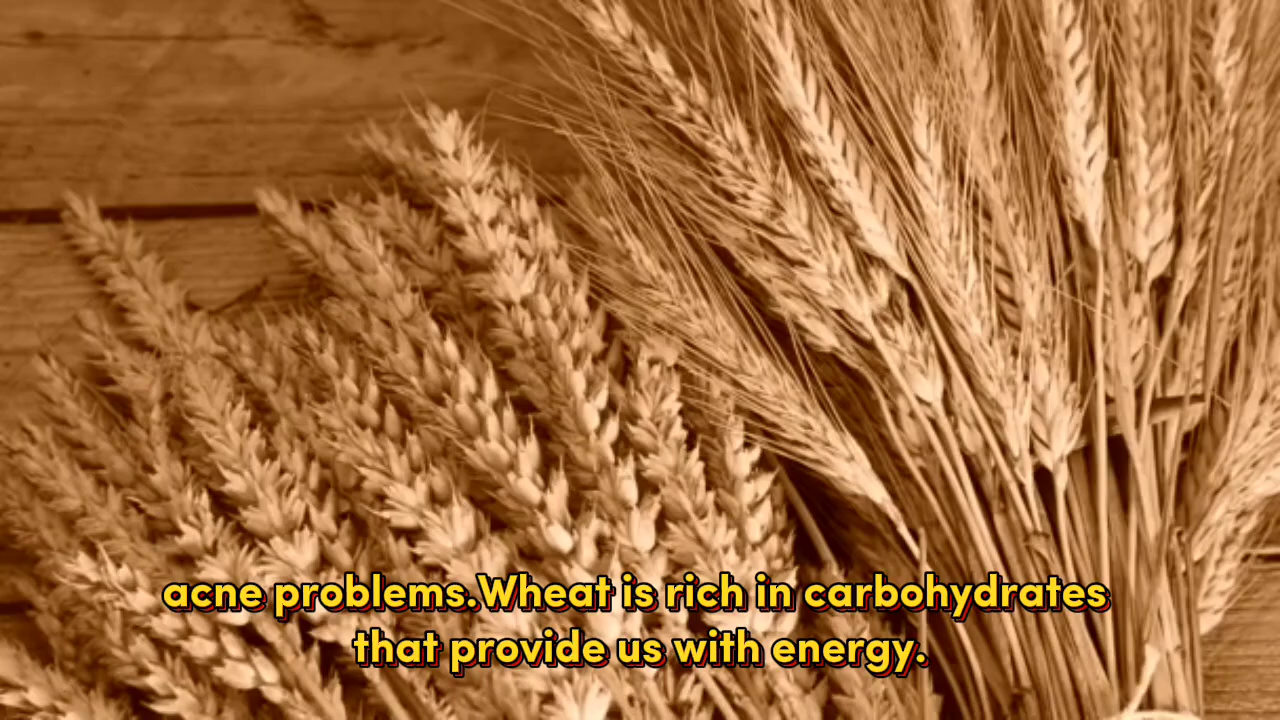 acne problems.Wheat is rich in carbohydrates
that provide us with energy.